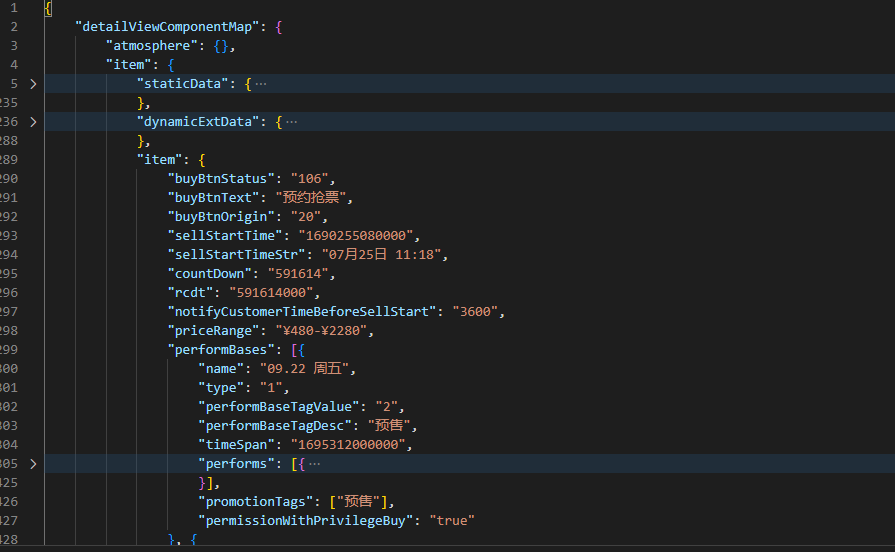 1 {
2 "detailViewComponentMap": {
3 "atmosphere": {},
4 "item": {
5 "staticData": { ⋯
235 },
236 "dynamicExtData": { ⋯
288 },
289 "item": {
290 "buyBtnStatus": "106",
291 "buyBtnText": "预约抢票",
292 "buyBtnOrigin": "20",
293 "sellStartTime": "1690255080000",
294 "sellStartTimeStr": "07月25日 11:18",
295 "countDown": "591614",
296 "rcdt": "591614000",
297 "notifyCustomerTimeBeforeSellStart": "3600",
298 "priceRange": "¥480-¥2280",
299 "performBases": [{
300 "name": "09.22 周五",
301 "type": "1",
302 "performBaseTagValue": "2",
303 "performBaseTagDesc": "预售",
304 "timeSpan": "1695312000000",
305 "performs": [{ ⋯
425 }],
426 "promotionTags": ["预售"],
427 "permissionWithPrivilegeBuy": "true"
428 }, {